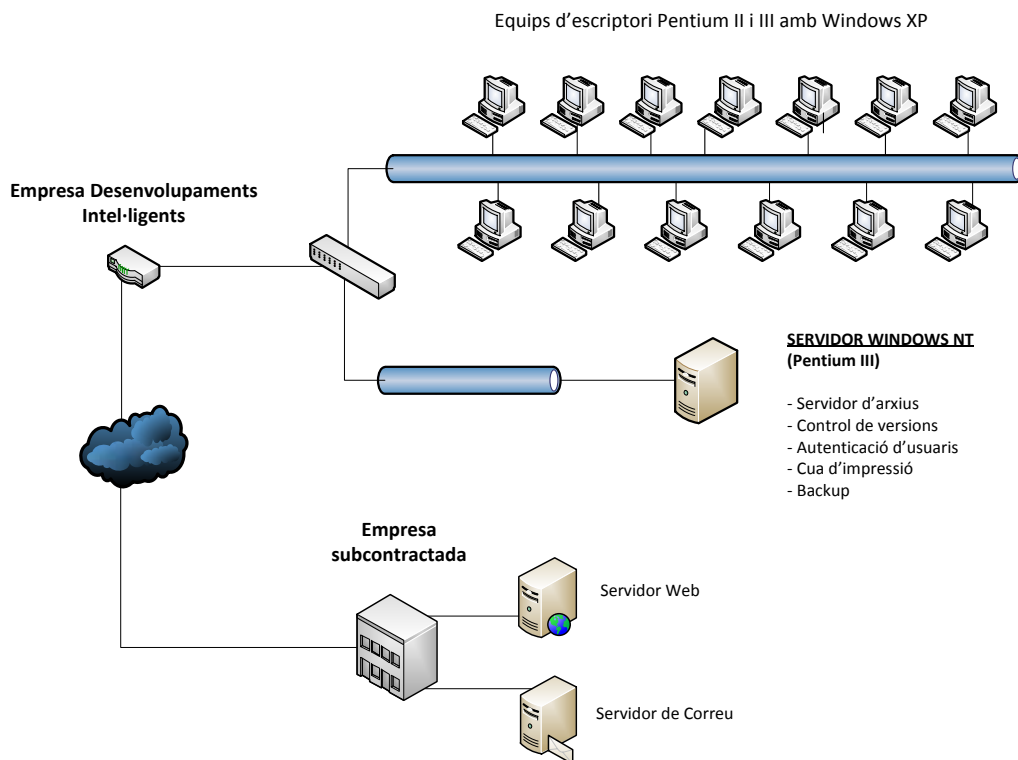 Equips d’escriptori Pentium II i III amb Windows XP
Empresa Desenvolupaments
Intel·ligents
SERVIDOR WINDOWS NT
(Pentium III)
- Servidor d’arxius
- Control de versions
- Autenticació d’usuaris
- Cua d’impressió
- Backup
Empresa
subcontractada
Servidor Web
Servidor de Correu